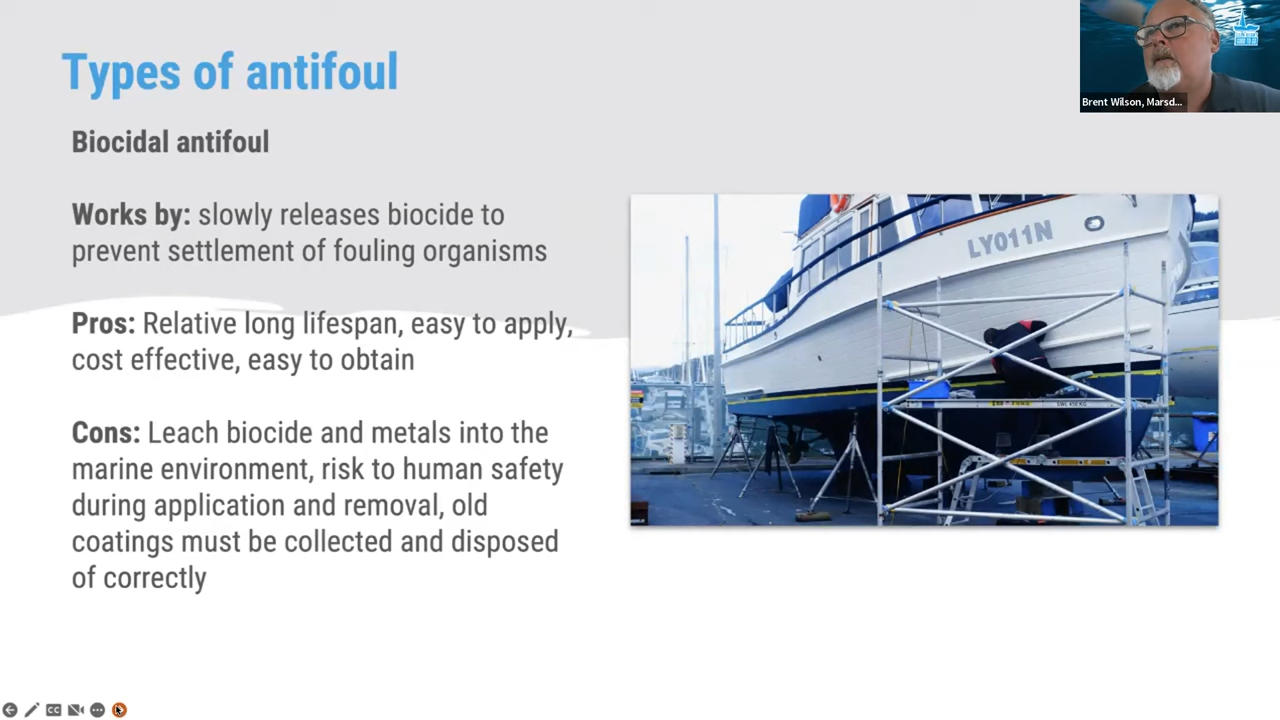 Types of antifoul
Brent Wilson, Marsd...
Biocidal antifoul
Works by: slowly releases biocide to
prevent settlement of fouling organisms
Pros: Relative long lifespan, easy to apply,
cost effective, easy to obtain
Cons: Leach biocide and metals into the
marine environment, risk to human safety
during application and removal, old
coatings must be collected and disposed
of correctly
LY011N
CC